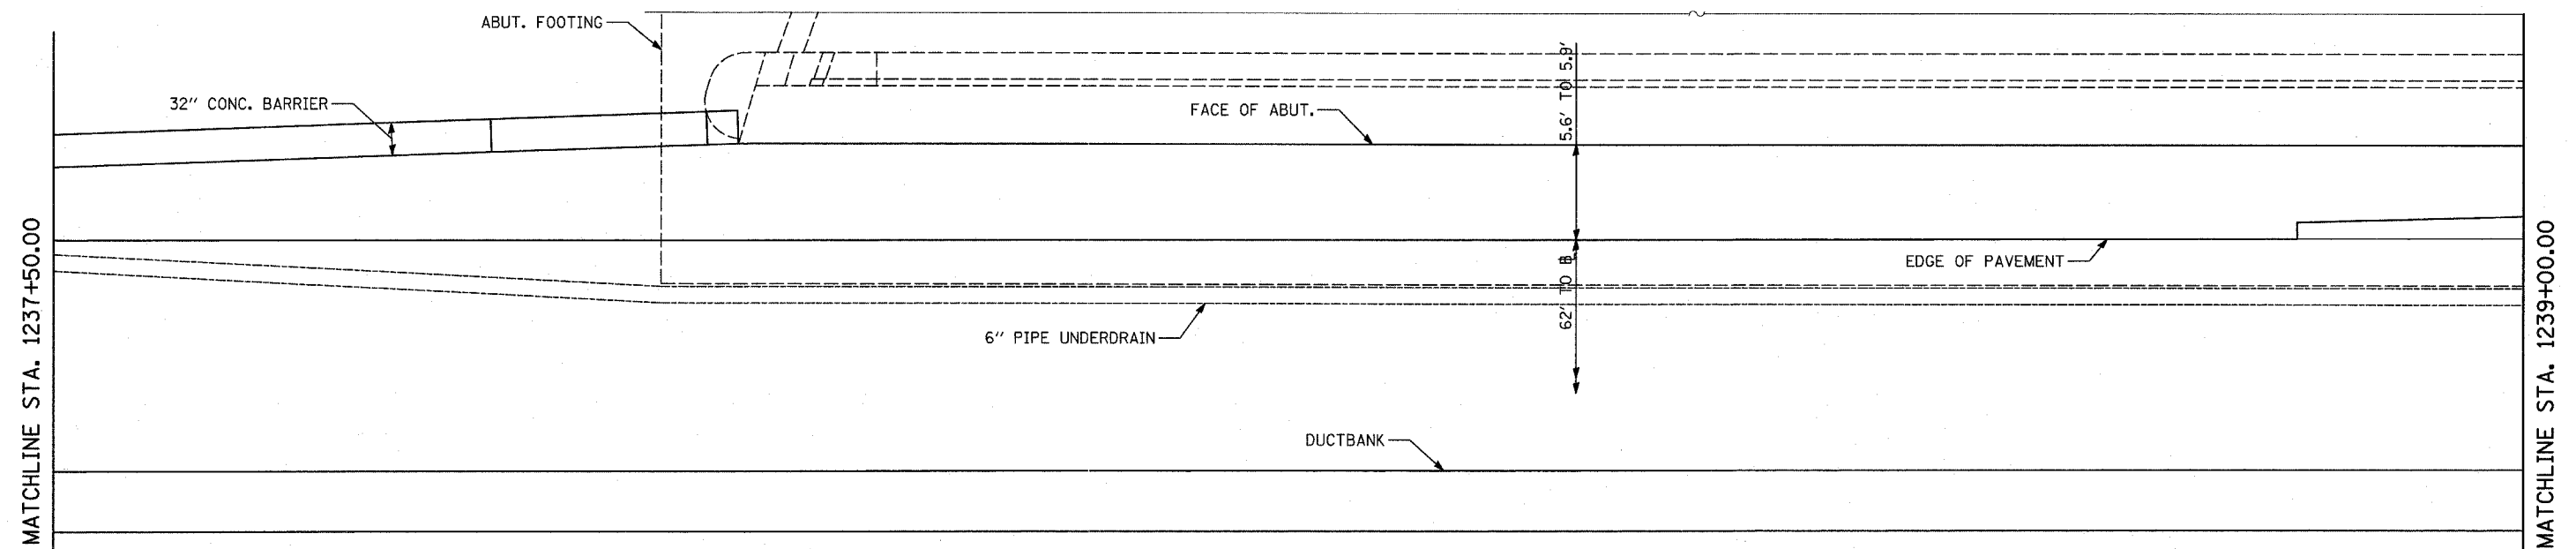 ABUT. FOOTING
32" CONC. BARRIER
FACE OF ABUT.
5.6' TO 5.9'
EDGE OF PAVEMENT
62' TO
6" PIPE UNDERDRAIN
DUCTBANK
MATCHLINE STA. 1237+50.00
MATCHLINE STA. 1239+00.00